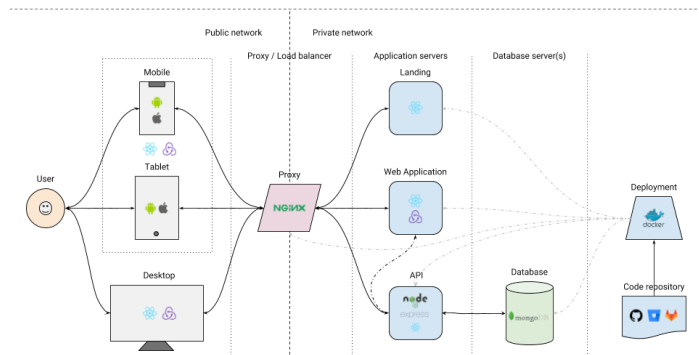 Public network
Private network
Proxy / Load balancer
Application servers
Database server(s)
Mobile
Landing
Tablet
User
Proxy
NGINX
Web Application
Deployment
docker
Desktop
API
node
express
Database
mongoDB
Code repository